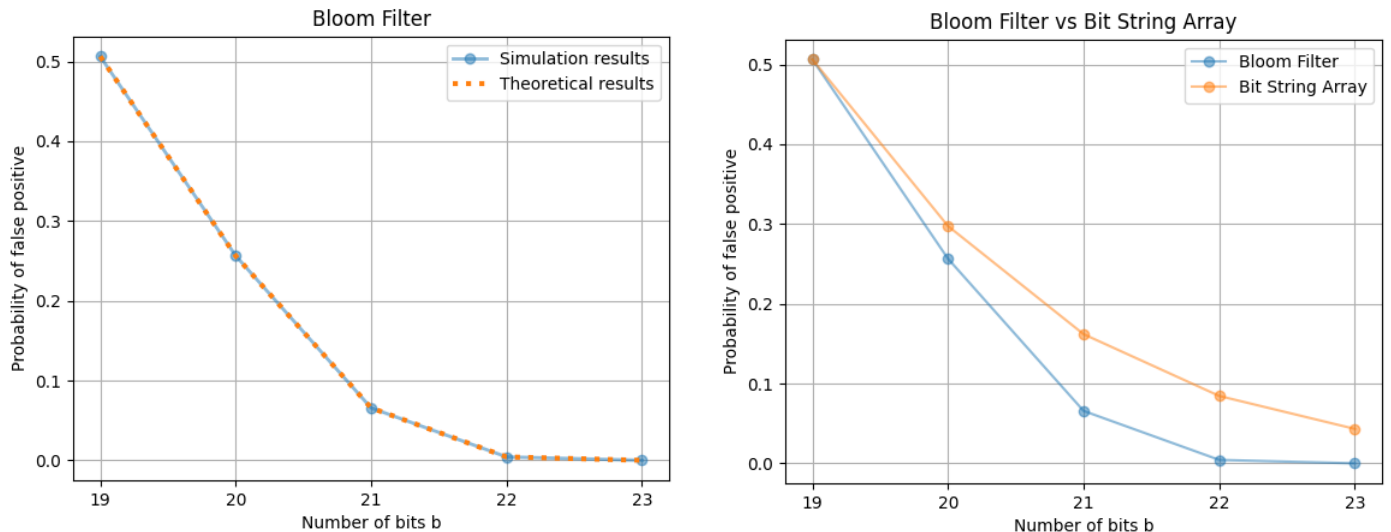 Bloom Filter
Simulation results
Theoretical results
Probability of false positive
0.5
0.4
0.3
0.2
0.1
0.0
19
20
21
22
23
Number of bits b
Bloom Filter vs Bit String Array
Bloom Filter
Bit String Array
Probability of false positive
0.5
0.4
0.3
0.2
0.1
0.0
19
20
21
22
23
Number of bits b